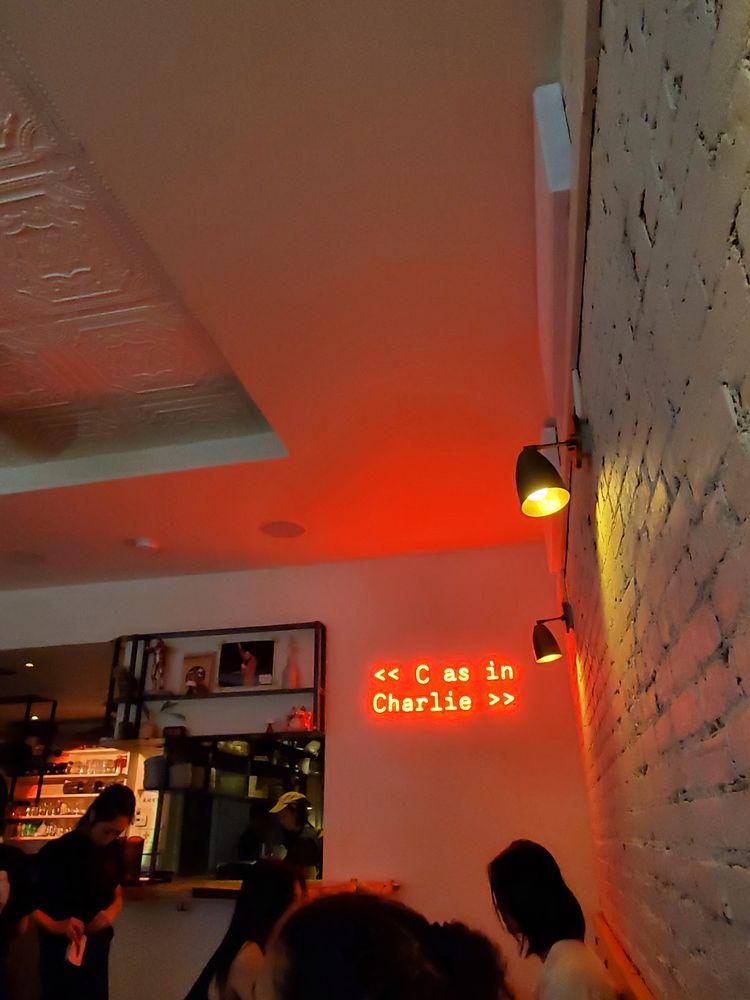 << C as in
Charlie >>